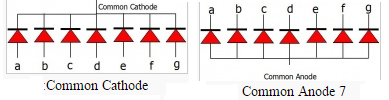 Common Cathode
a b c d e f g
:Common Cathode
a b c d e f g
Common Anode
Common Anode 7